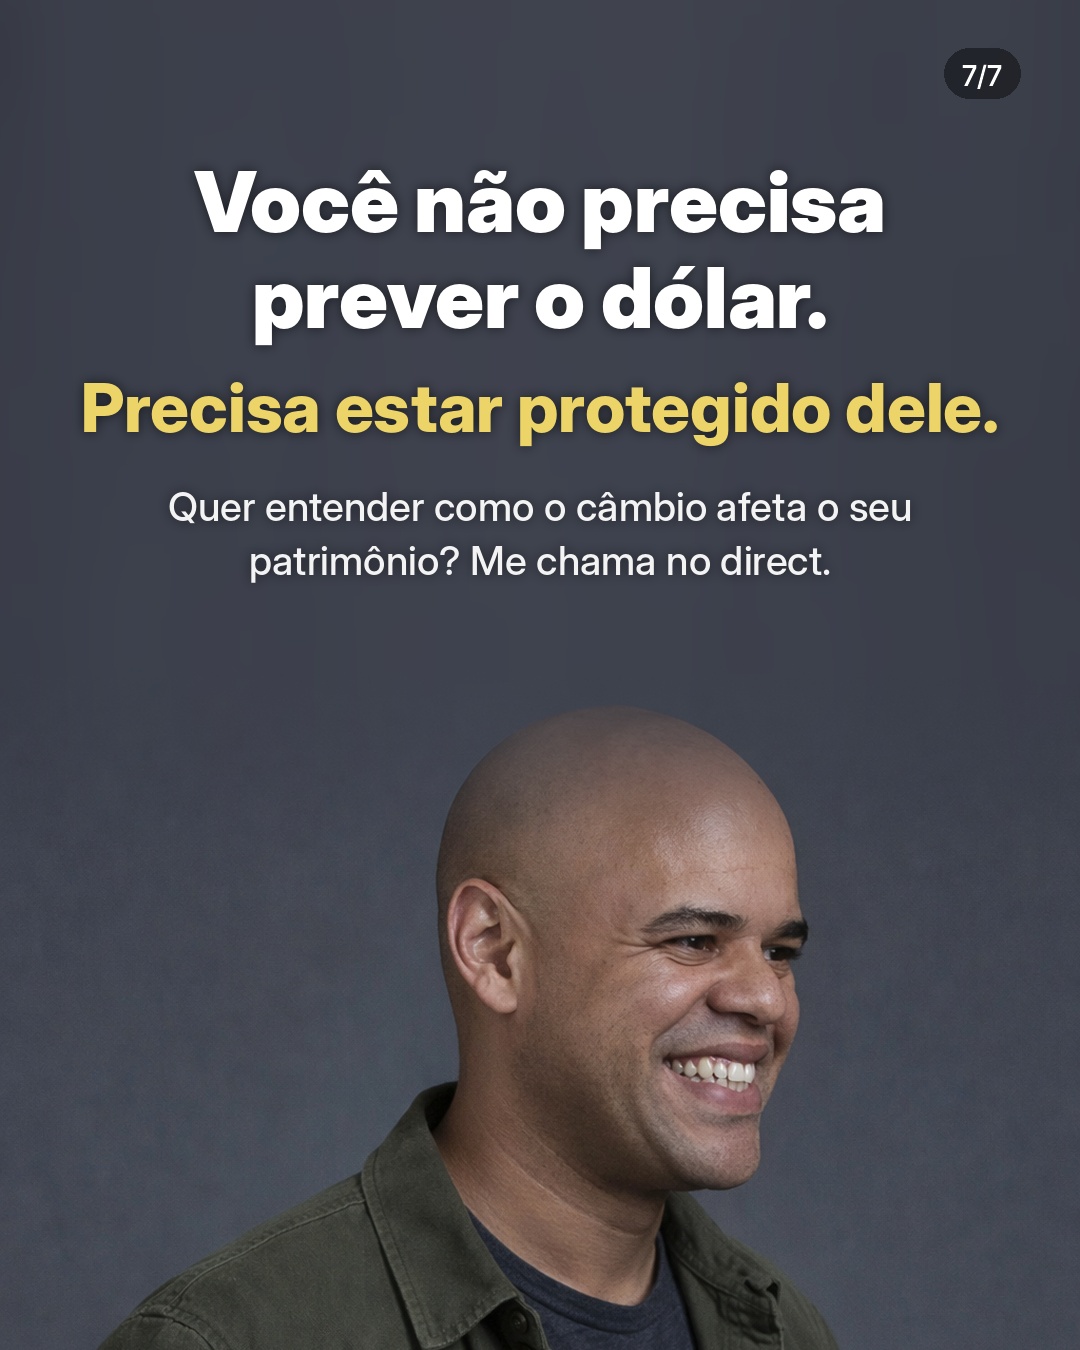 7/7
Você não precisa
prever o dólar.
Precisa estar protegido dele.
Quer entender como o câmbio afeta o seu
patrimônio? Me chama no direct.